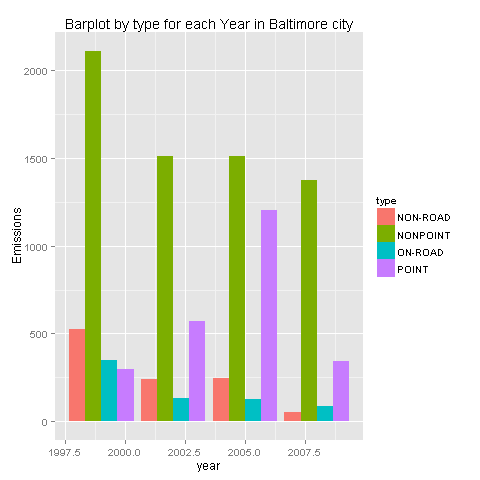 Barplot by type for each Year in Baltimore city
Emissions
2000
1500
1000
500
0
1997.5 2000.0 2002.5 2005.0 2007.5
year
type
NON-ROAD
NONPOINT
ON-ROAD
POINT